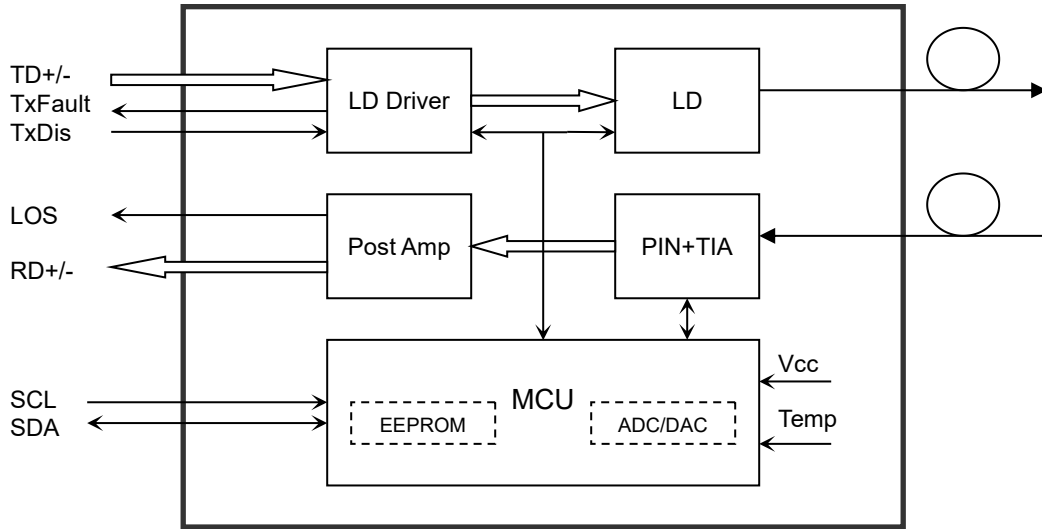 TD+/-
TxFault
TxDis
LD Driver
LD
LOS
RD+/-
Post Amp
PIN+TIA
SCL
SDA
MCU
EEPROM
ADC/DAC
Vcc
Temp